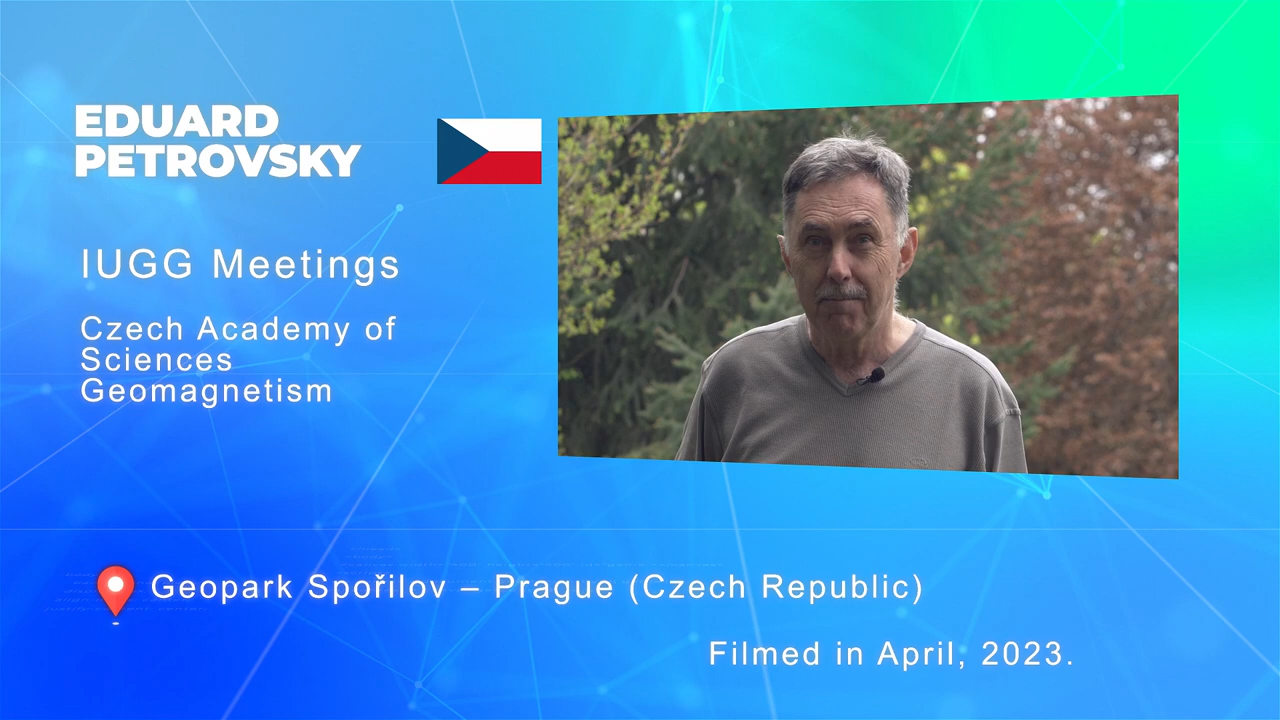 EDUARD
PETROVSKY
IUGG Meetings
Czech Academy of
Sciences
Geomagnetism
Geopark Spořilov – Prague (Czech Republic)
Filmed in April, 2023.